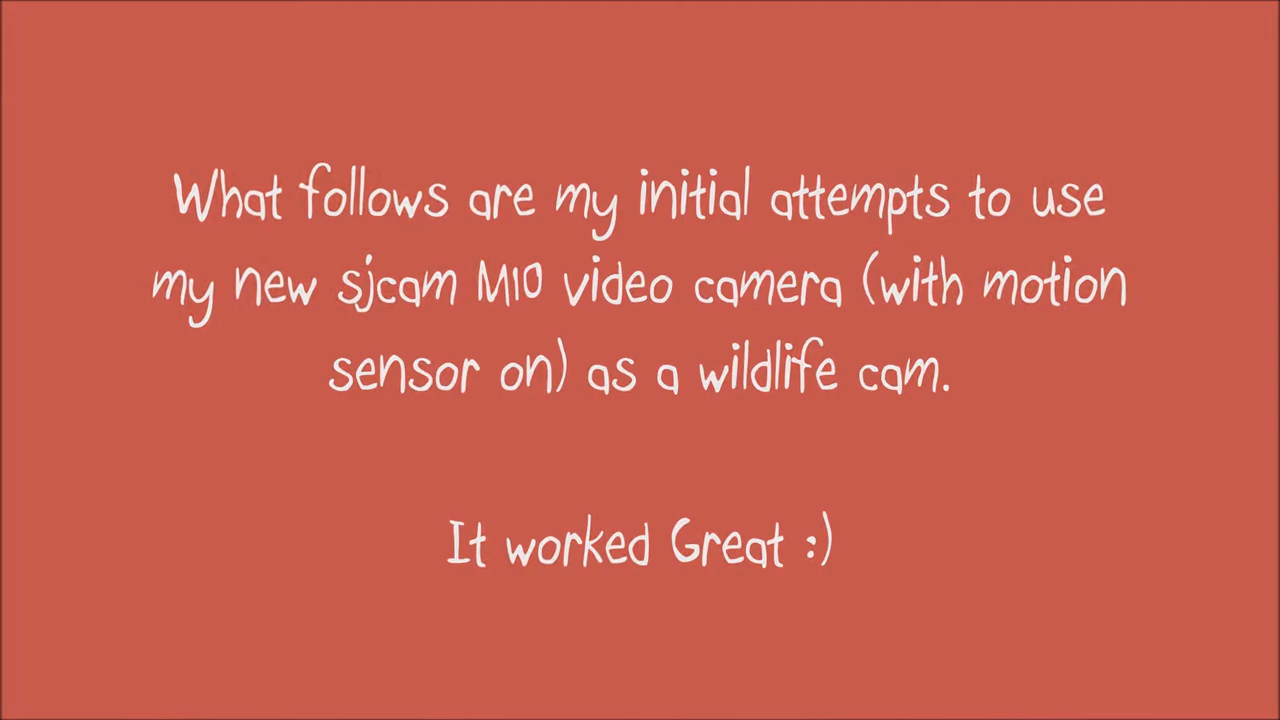 What follows are my initial attempts to use
my new sjcam M10 video camera (with motion
sensor on) as a wildlife cam.
It worked Great :)